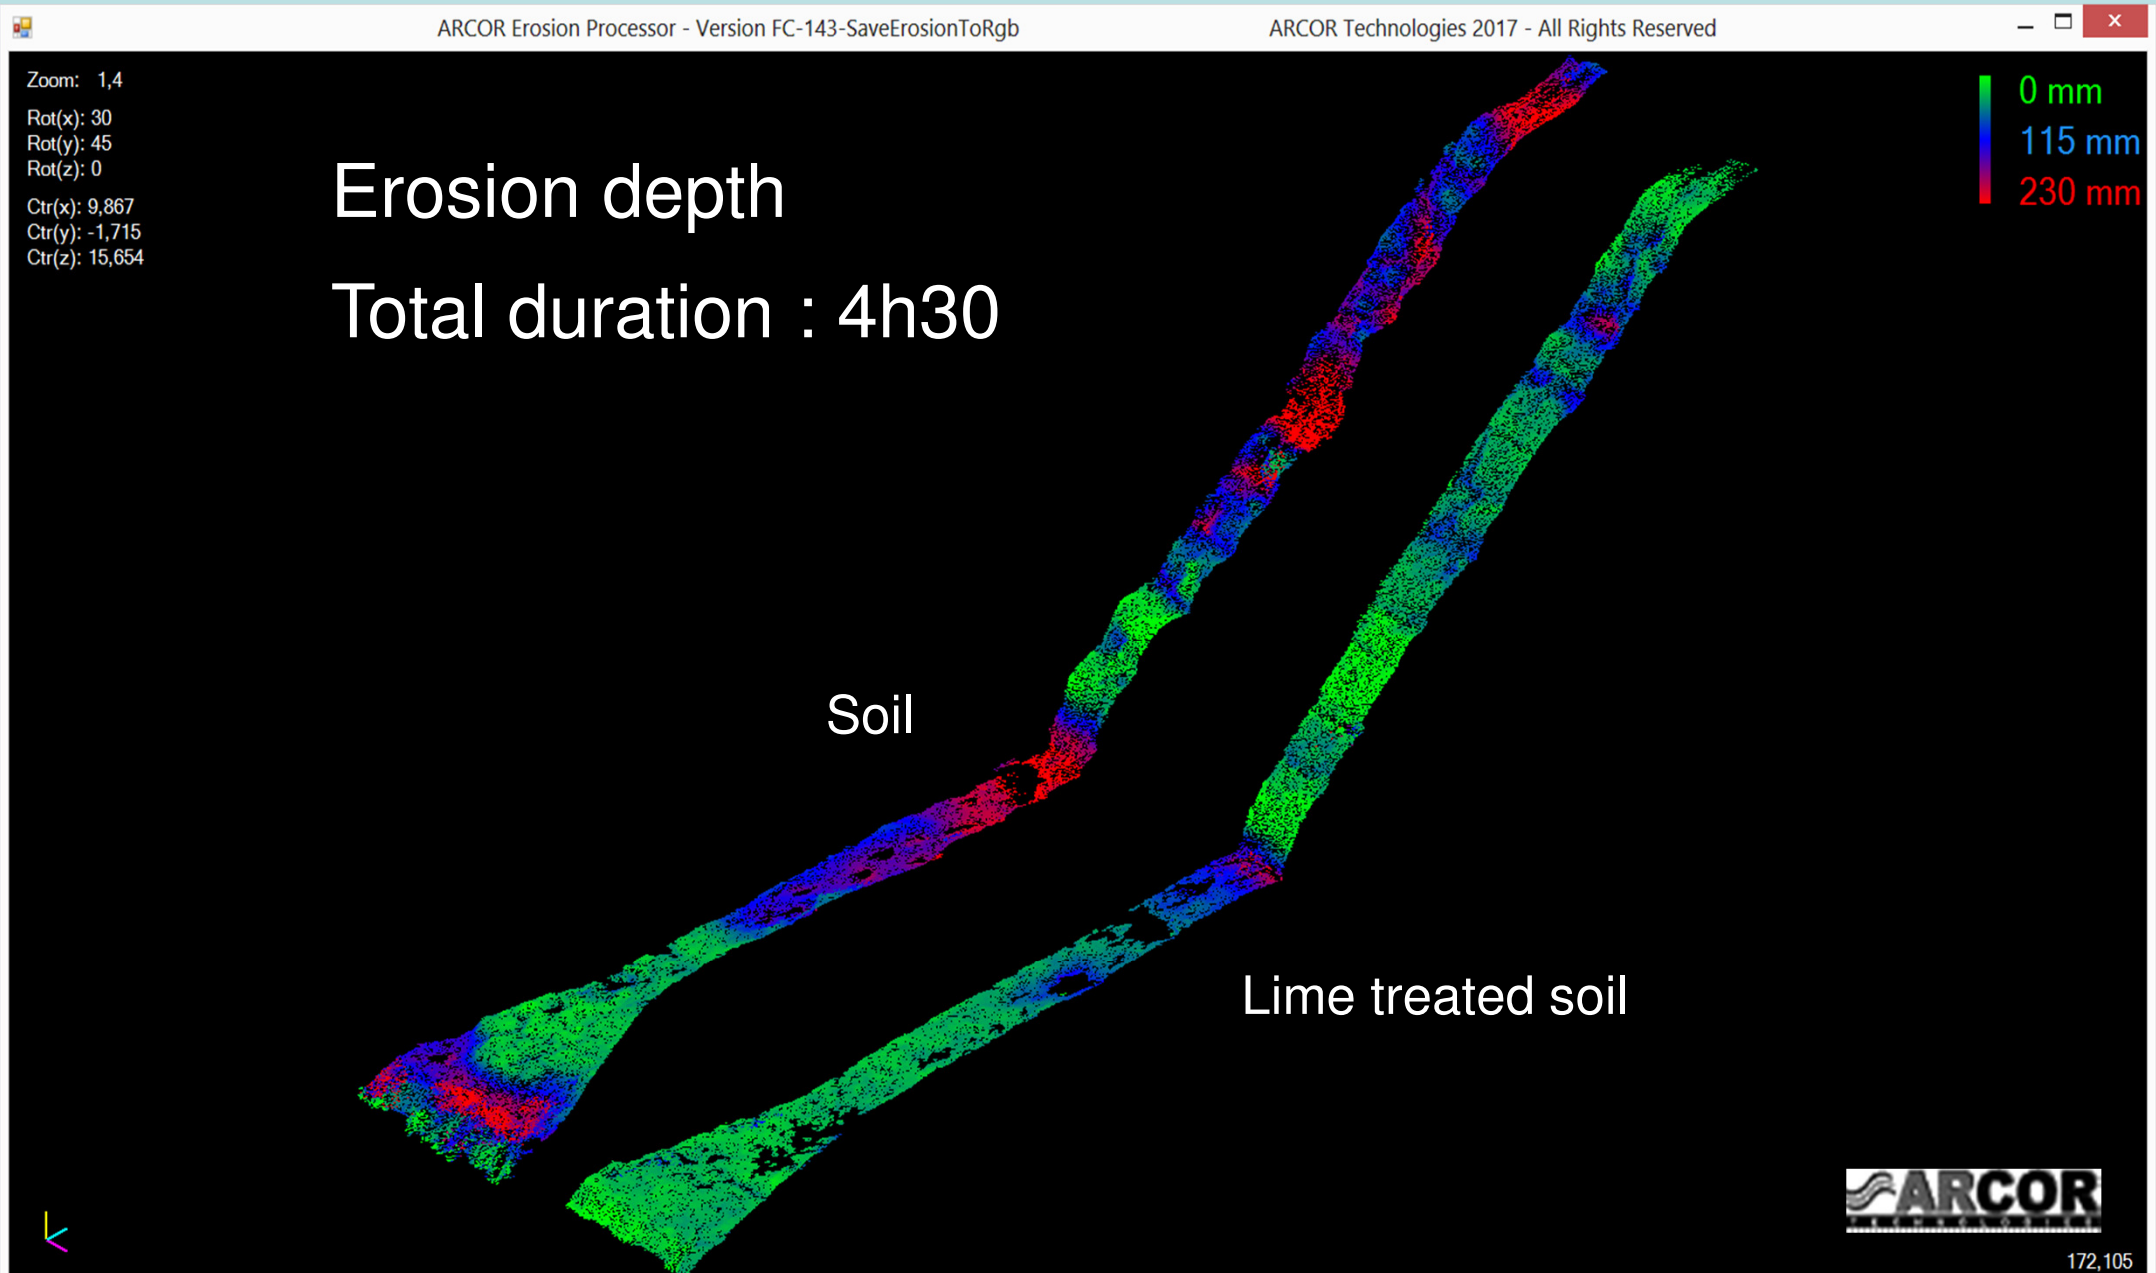 ARCOR Erosion Processor - Version FC-143-SaveErosionToRgb
ARCOR Technologies 2017 - All Rights Reserved
Zoom: 1,4
Rot(x): 30
Rot(y): 45
Rot(z): 0
Ctr(x): 9,867
Ctr(y): -1,715
Ctr(z): 15,654
0 mm
115 mm
230 mm
Erosion depth
Total duration : 4h30
Soil
Lime treated soil
ARCOR
TECHNOLOGIES
172,105